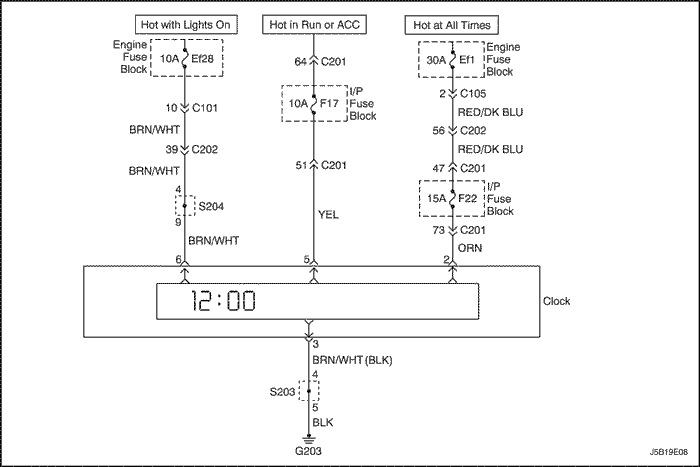 Hot with Lights On
Hot in Run or ACC
Hot at All Times
Engine
Fuse
Block
10A
Ef28
64
C201
30A
Ef1
Engine
Fuse
Block
10
C101
10A
F17
I/P
Fuse
Block
2
C105
BRN/WHT
RED/DK BLU
56
C202
39
C202
RED/DK BLU
BRN/WHT
51
C201
47
C201
4
S204
9
15A
F22
I/P
Fuse
Block
YEL
73
C201
BRN/WHT
ORN
6
5
2
12:00
Clock
3
BRN/WHT (BLK)
4
S203
5
BLK
G203
J5B19E08